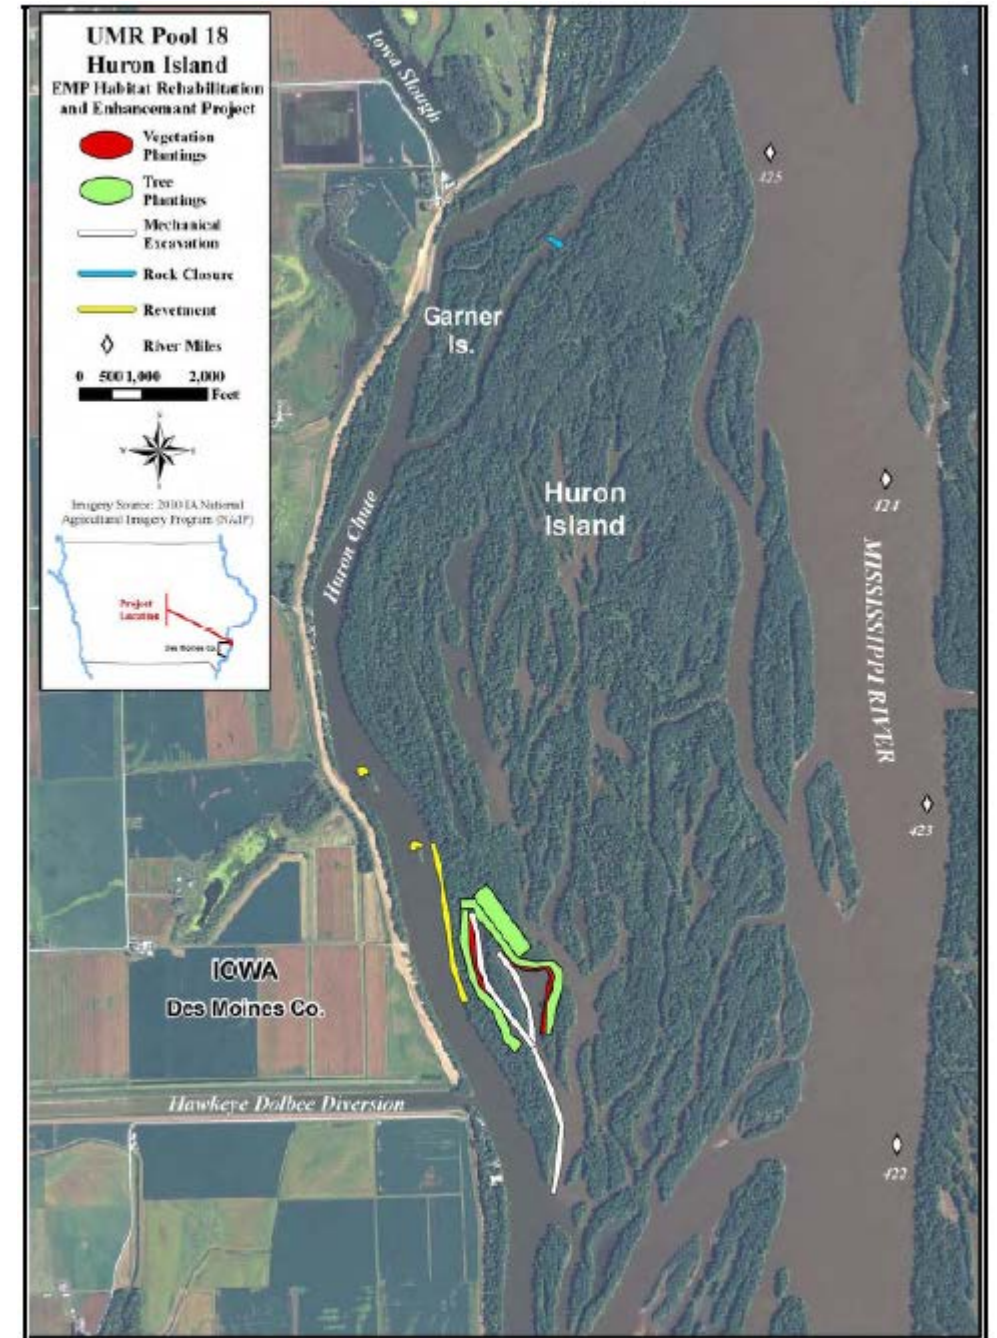 UMR Pool 18
Huron Island
EMP Habitat Rehabilitation
and Enhancemant Project
Vegetation
Plantings
Tree
Plantings
Mechanical
Excavation
Rock Closure
Revetment
River Miles
0 500 1,000 2,000
Feet
Imagery Source: 2010 IA National
Agricultural Imagery Program (NAIP)
Project
Location
Des Moines Co.
Iowa Slough
425
Garner
Is.
Huron
Island
424
Huron Chute
MISSISSIPPI RIVER
423
IOWA
Des Moines Co.
Hawkeye Dolbee Diversion
422